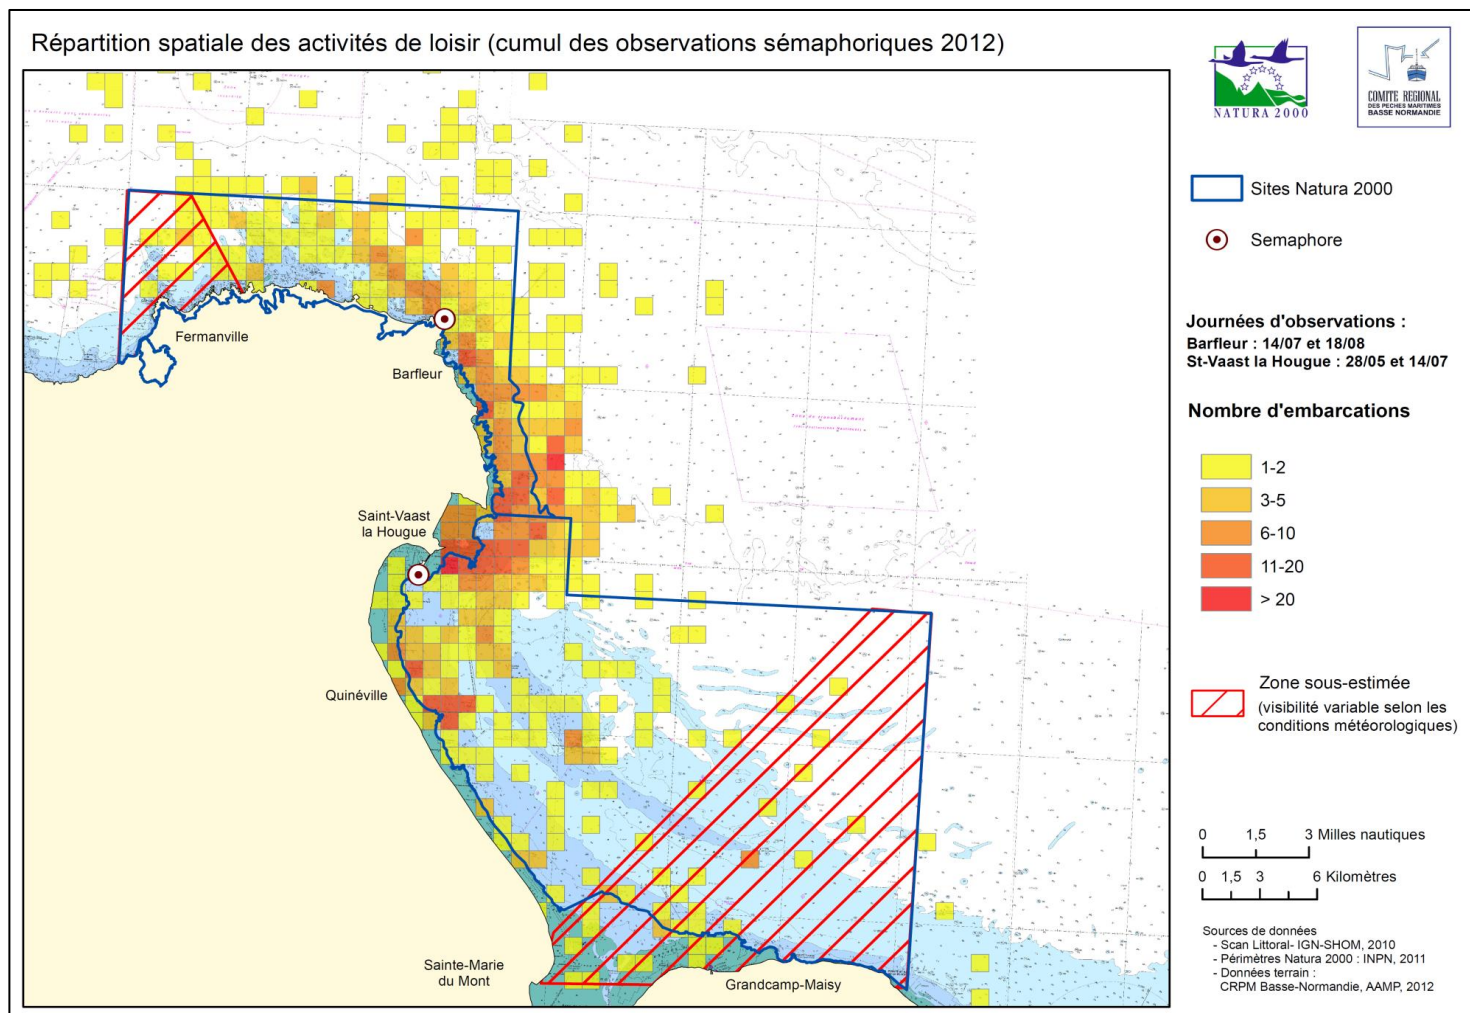 Répartition spatiale des activités de loisir (cumul des observations sémaphoriques 2012)
NATURA 2000
COMITE REGIONAL
DES PECHES MARITIMES
BASSE NORMANDIE
Sites Natura 2000
Semaphore
Journées d'observations :
Barfleur : 14/07 et 18/08
St-Vaast la Hougue : 28/05 et 14/07
Nombre d'embarcations
1-2
3-5
6-10
11-20
> 20
Zone sous-estimée
(visibilité variable selon les
conditions météorologiques)
0 1,5 3 Milles nautiques
0 1,5 3 6 Kilomètres
Sources de données
- Scan Littoral- IGN-SHOM, 2010
- Périmètres Natura 2000 : INPN, 2011
- Données terrain :
CRPM Basse-Normandie, AAMP, 2012
Fermanville
Barfleur
Saint-Vaast
la Hougue
Quinéville
Sainte-Marie
du Mont
Grandcamp-Maisy